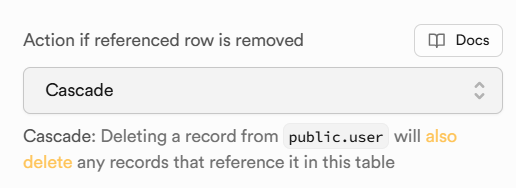 Action if referenced row is removed
Docs
Cascade
Cascade: Deleting a record from public.user will also
delete any records that reference it in this table